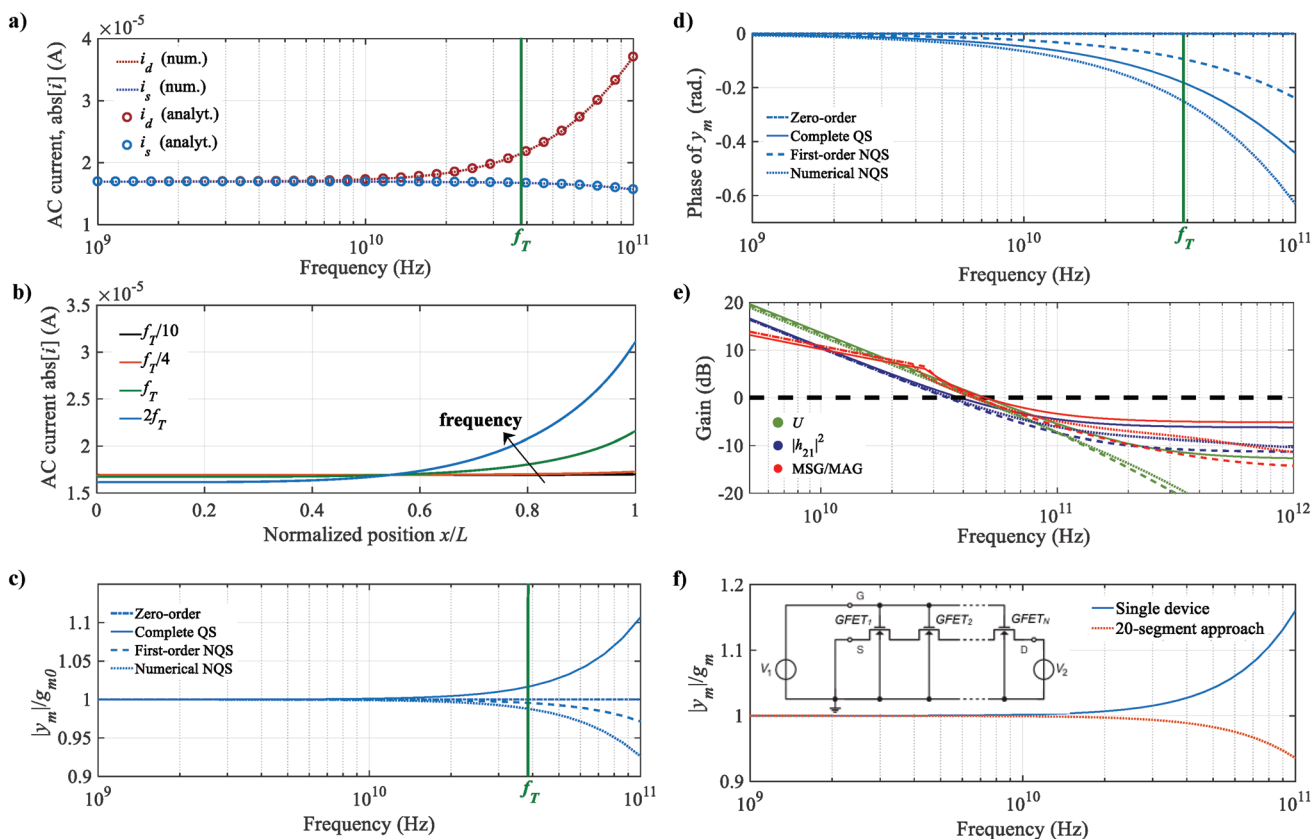 a)
×10⁻⁵
4
3
2
1
AC current, abs[i] (A)
i_d (num.)
i_s (num.)
i_d (analyt.)
i_s (analyt.)
10⁹
10¹⁰
f_T
10¹¹
Frequency (Hz)
b)
×10⁻⁵
3.5
3
2.5
2
1.5
AC current abs[i] (A)
f_T/10
f_T/4
f_T
2f_T
frequency
0
0.2
0.4
0.6
0.8
1
Normalized position x/L
c)
1.1
1.05
1
0.95
0.9
|y_m|/g_m0
Zero-order
Complete QS
First-order NQS
Numerical NQS
10⁹
10¹⁰
f_T
10¹¹
Frequency (Hz)
d)
0
-0.2
-0.4
-0.6
Phase of y_m (rad.)
Zero-order
Complete QS
First-order NQS
Numerical NQS
10⁹
10¹⁰
f_T
10¹¹
Frequency (Hz)
e)
20
10
0
-10
-20
Gain (dB)
U
|h₂₁|²
MSG/MAG
10¹⁰
10¹¹
10¹²
Frequency (Hz)
f)
1.2
1.1
1
0.9
|y_m|/g_m
G
GFET₁
GFET₂
GFET_N
S
D
V₁
V₂
Single device
20-segment approach
10⁹
10¹⁰
10¹¹
Frequency (Hz)